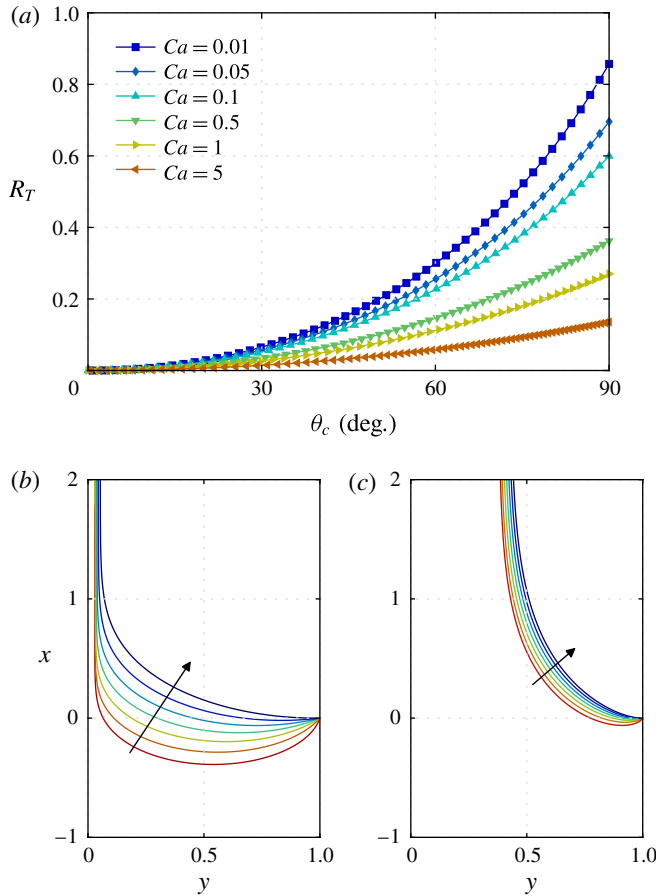 (a)
1.0
0.8
0.6
0.4
0.2
0
30
60
90
R_T
θ_c (deg.)
Ca = 0.01
Ca = 0.05
Ca = 0.1
Ca = 0.5
Ca = 1
Ca = 5
(b)
2
1
0
−1
x
0
0.5
1.0
y
(c)
2
1
0
−1
0
0.5
1.0
y